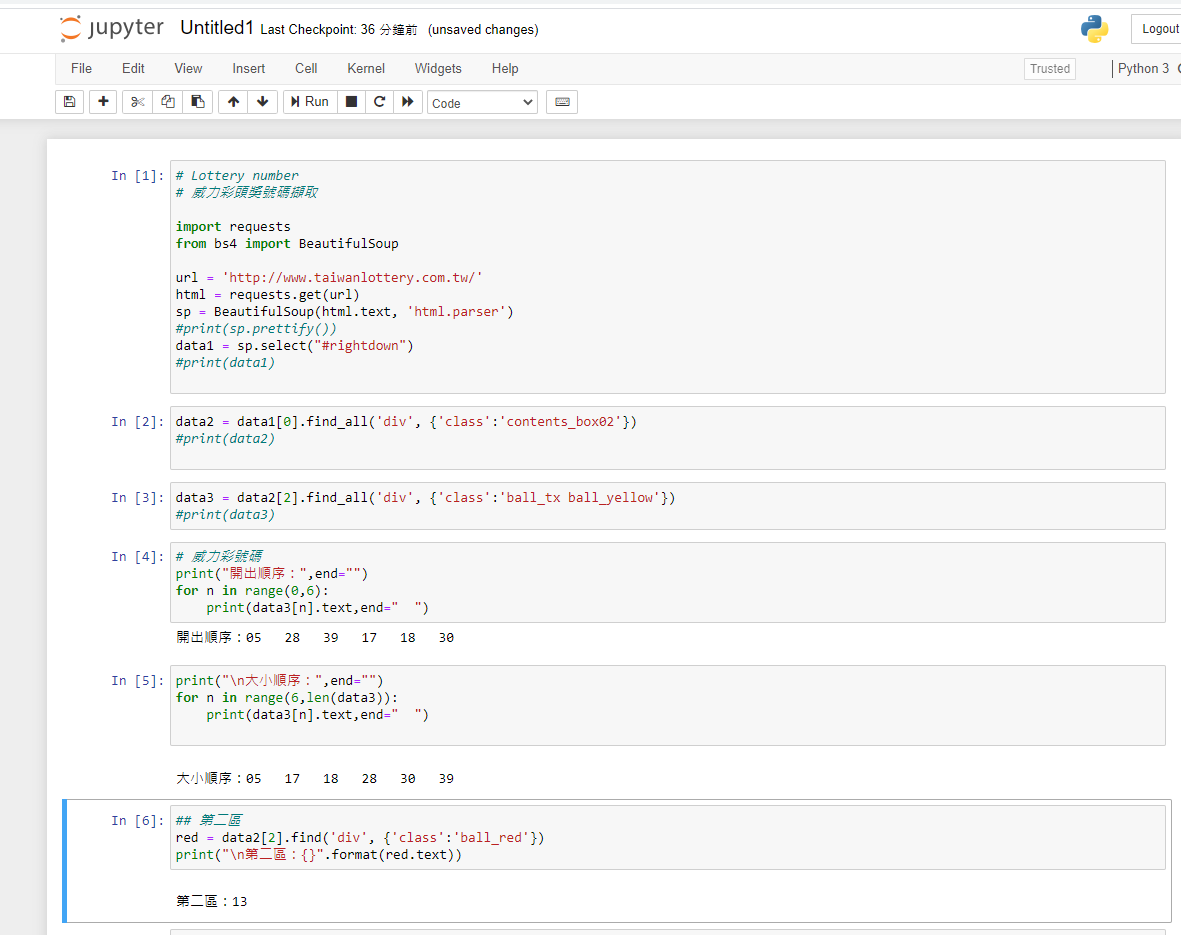 jupyter Untitled1 Last Checkpoint: 36 分鐘前 (unsaved changes) Logout
File Edit View Insert Cell Kernel Widgets Help Trusted Python 3
Run Code
In [1]: # Lottery number
# 威力彩頭獎號碼擷取
import requests
from bs4 import BeautifulSoup
url = 'http://www.taiwanlottery.com.tw/'
html = requests.get(url)
sp = BeautifulSoup(html.text, 'html.parser')
#print(sp.prettify())
data1 = sp.select("#rightdown")
#print(data1)
In [2]: data2 = data1[0].find_all('div', {'class':'contents_box02'})
#print(data2)
In [3]: data3 = data2[2].find_all('div', {'class':'ball_tx ball_yellow'})
#print(data3)
In [4]: # 威力彩號碼
print("開出順序：",end="")
for n in range(0,6):
    print(data3[n].text,end="  ")
開出順序：05   28   39   17   18   30
In [5]: print("\n大小順序：",end="")
for n in range(6,len(data3)):
    print(data3[n].text,end="  ")
大小順序：05   17   18   28   30   39
In [6]: ## 第二區
red = data2[2].find('div', {'class':'ball_red'})
print("\n第二區：{}".format(red.text))
第二區：13